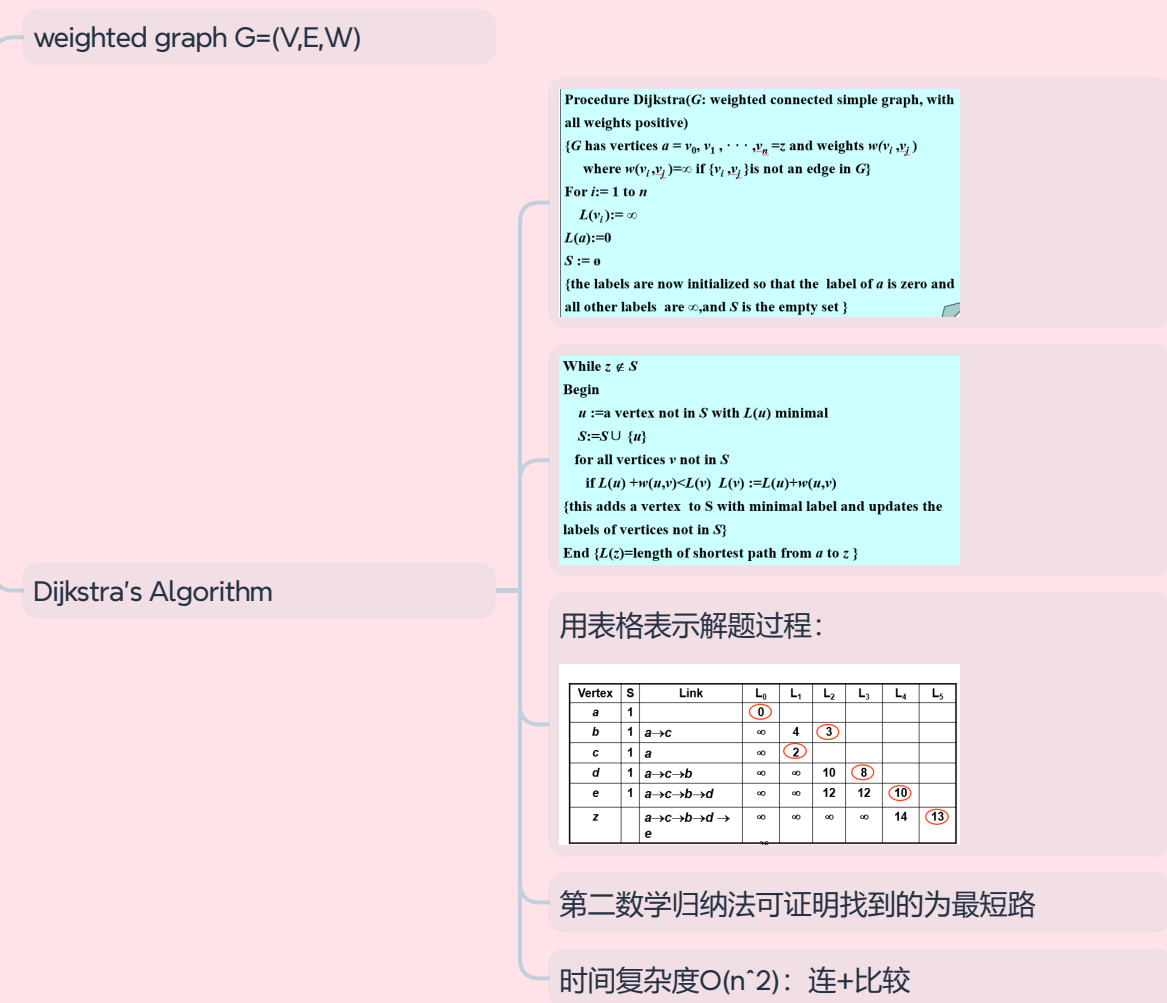 weighted graph G=(V,E,W)
Procedure Dijkstra(G: weighted connected simple graph, with
all weights positive)
{G has vertices a = v₀, v₁ , · · · ,vₙ =z and weights w(vᵢ ,vⱼ )
where w(vᵢ ,vⱼ )=∞ if {vᵢ ,vⱼ }is not an edge in G}
For i:= 1 to n
L(vᵢ):= ∞
L(a):=0
S := ø
{the labels are now initialized so that the label of a is zero and
all other labels are ∞,and S is the empty set }
While z ∉ S
Begin
u :=a vertex not in S with L(u) minimal
S:=S∪ {u}
for all vertices v not in S
if L(u) +w(u,v)<L(v) L(v) :=L(u)+w(u,v)
{this adds a vertex to S with minimal label and updates the
labels of vertices not in S}
End {L(z)=length of shortest path from a to z }
Dijkstra's Algorithm
用表格表示解题过程：
Vertex S Link L₀ L₁ L₂ L₃ L₄ L₅
a 1 0
b 1 a→c ∞ 4 3
c 1 a ∞ 2
d 1 a→c→b ∞ ∞ 10 8
e 1 a→c→b→d ∞ ∞ 12 12 10
z a→c→b→d → ∞ ∞ ∞ ∞ 14 13
e
第二数学归纳法可证明找到的为最短路
时间复杂度O(n^2)：连+比较